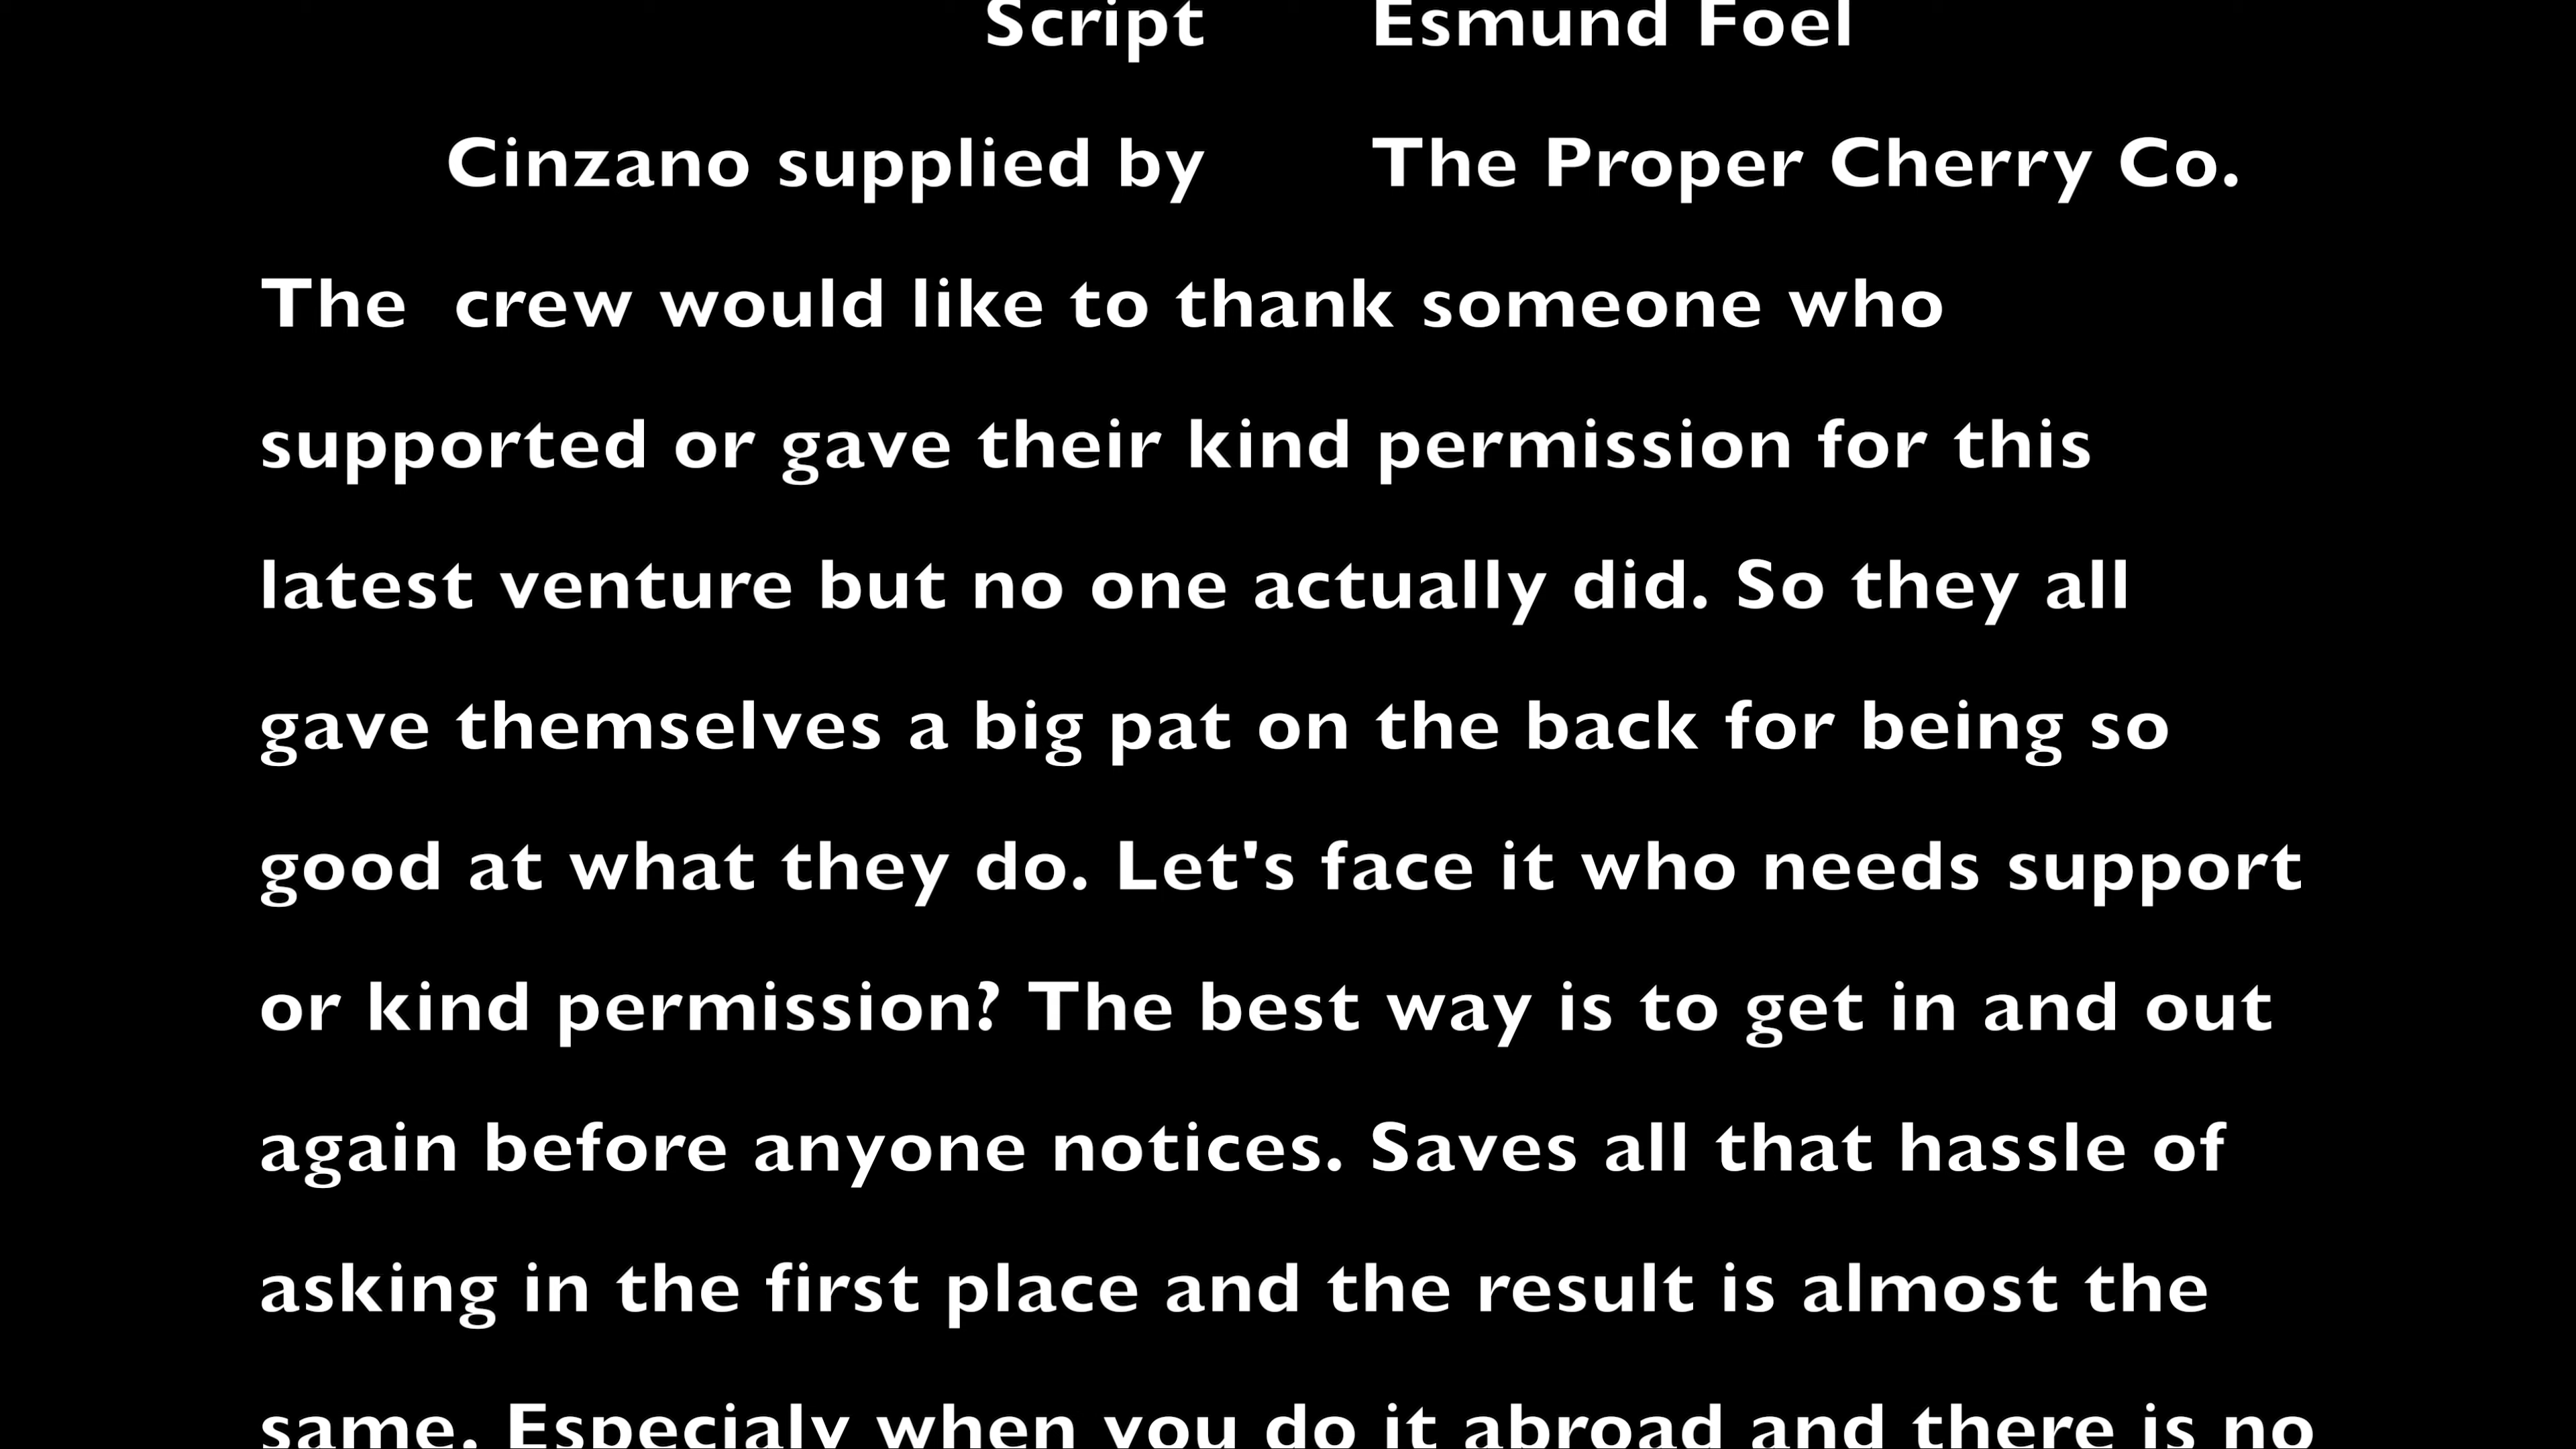 Script Esmund Foel
Cinzano supplied by The Proper Cherry Co.
The  crew would like to thank someone who
supported or gave their kind permission for this
latest venture but no one actually did. So they all
gave themselves a big pat on the back for being so
good at what they do. Let's face it who needs support
or kind permission? The best way is to get in and out
again before anyone notices. Saves all that hassle of
asking in the first place and the result is almost the
same. Especialy when you do it abroad and there is no